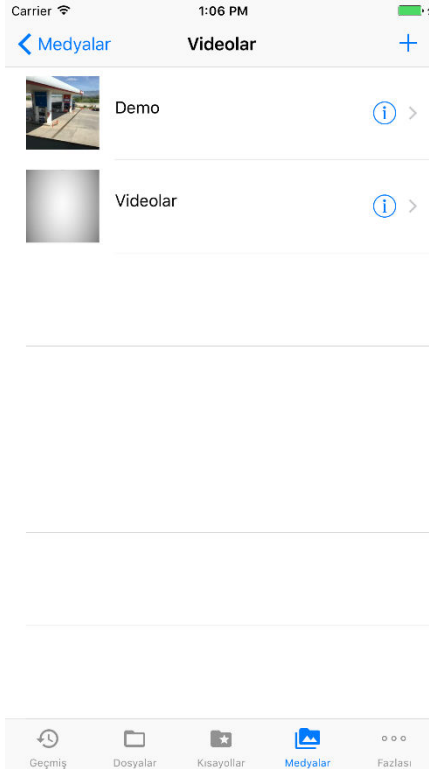 Carrier 1:06 PM
Medyalar Videolar +
Demo
Videolar
Geçmiş Dosyalar Kısayollar Medyalar Fazlası